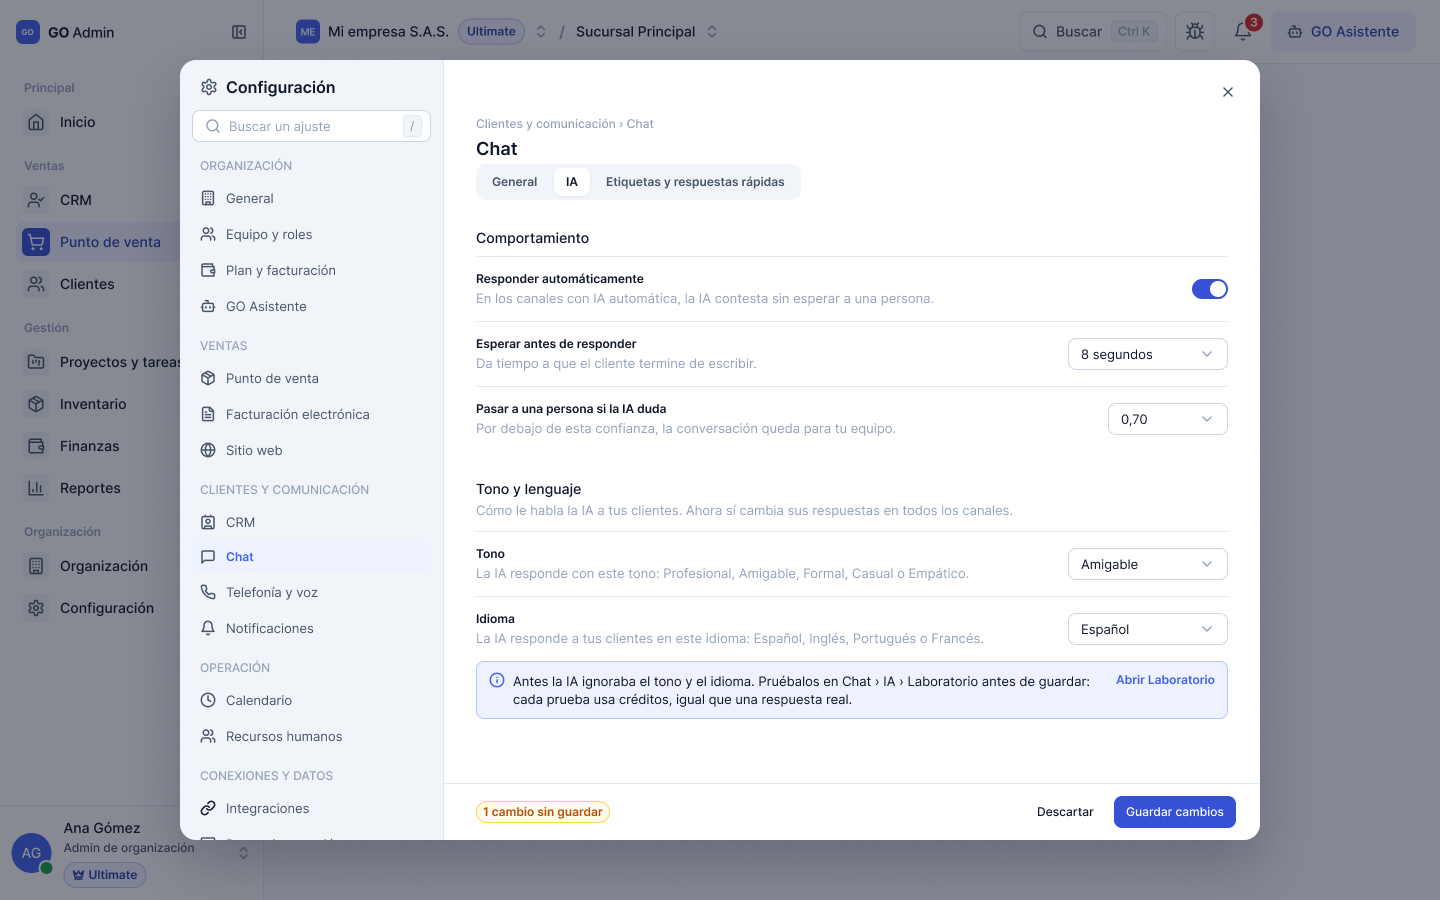 GO
GO Admin
ME
Mi empresa S.A.S.
Ultimate
/
Sucursal Principal
Buscar
Ctrl K
3
GO Asistente
Principal
Inicio
Ventas
CRM
Punto de venta
Clientes
Gestión
Proyectos y tareas
Inventario
Finanzas
Reportes
Organización
Organización
Configuración
AG
Ana Gómez
Admin de organización
Ultimate
Configuración
Buscar un ajuste
/
ORGANIZACIÓN
General
Equipo y roles
Plan y facturación
GO Asistente
VENTAS
Punto de venta
Facturación electrónica
Sitio web
CLIENTES Y COMUNICACIÓN
CRM
Chat
Telefonía y voz
Notificaciones
OPERACIÓN
Calendario
Recursos humanos
CONEXIONES Y DATOS
Integraciones
Clientes y comunicación › Chat
Chat
General
IA
Etiquetas y respuestas rápidas
Comportamiento
Responder automáticamente
En los canales con IA automática, la IA contesta sin esperar a una persona.
Esperar antes de responder
Da tiempo a que el cliente termine de escribir.
8 segundos
Pasar a una persona si la IA duda
Por debajo de esta confianza, la conversación queda para tu equipo.
0,70
Tono y lenguaje
Cómo le habla la IA a tus clientes. Ahora sí cambia sus respuestas en todos los canales.
Tono
La IA responde con este tono: Profesional, Amigable, Formal, Casual o Empático.
Amigable
Idioma
La IA responde a tus clientes en este idioma: Español, Inglés, Portugués o Francés.
Español
Antes la IA ignoraba el tono y el idioma. Pruébalos en Chat › IA › Laboratorio antes de guardar:
cada prueba usa créditos, igual que una respuesta real.
Abrir Laboratorio
1 cambio sin guardar
Descartar
Guardar cambios